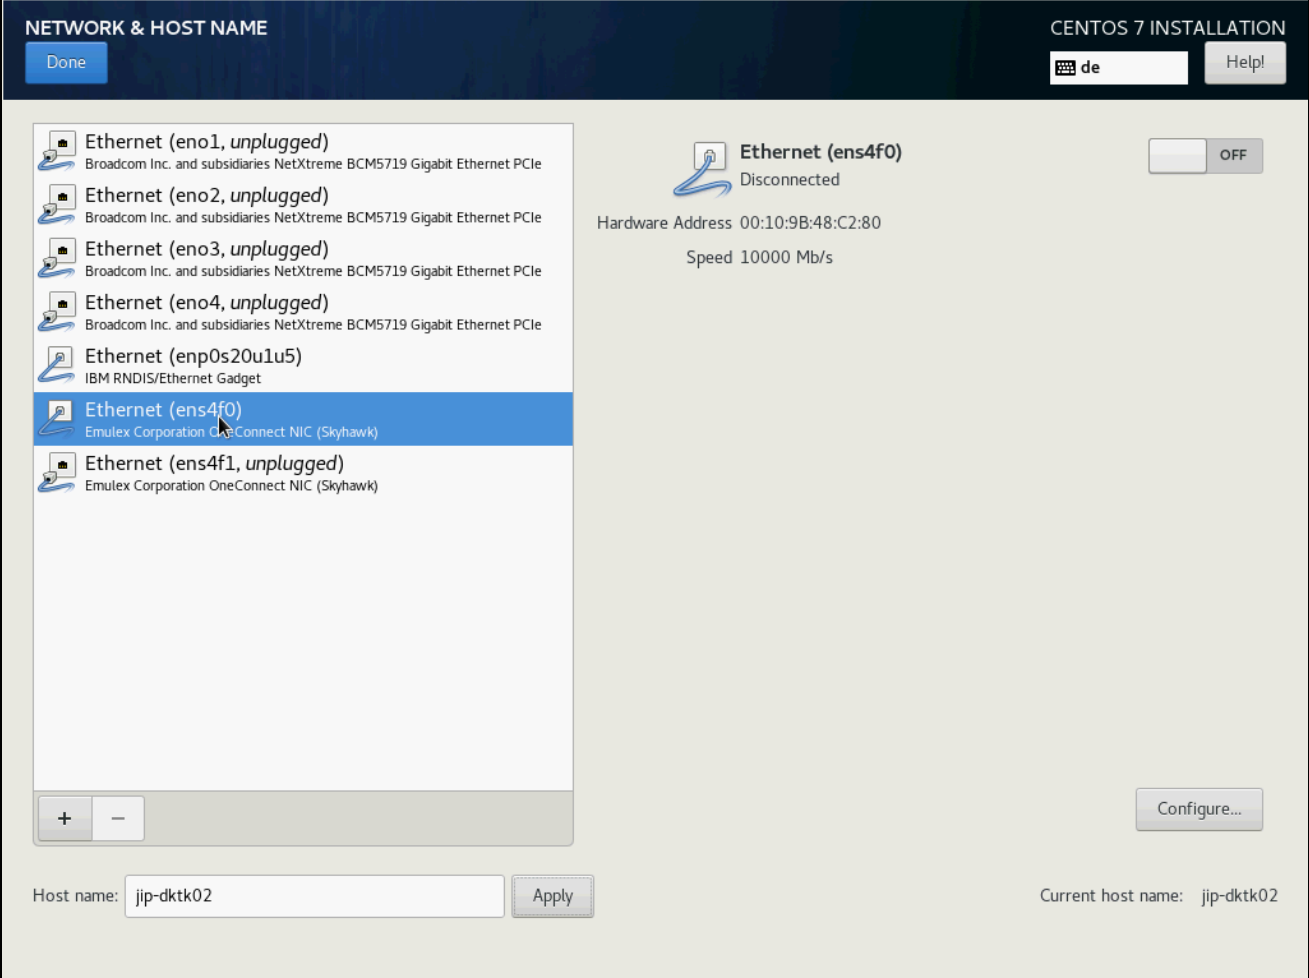 NETWORK & HOST NAME
CENTOS 7 INSTALLATION
Done
de
Help!
Ethernet (eno1, unplugged)
Broadcom Inc. and subsidiaries NetXtreme BCM5719 Gigabit Ethernet PCIe
Ethernet (eno2, unplugged)
Broadcom Inc. and subsidiaries NetXtreme BCM5719 Gigabit Ethernet PCIe
Ethernet (eno3, unplugged)
Broadcom Inc. and subsidiaries NetXtreme BCM5719 Gigabit Ethernet PCIe
Ethernet (eno4, unplugged)
Broadcom Inc. and subsidiaries NetXtreme BCM5719 Gigabit Ethernet PCIe
Ethernet (enp0s20u1u5)
IBM RNDIS/Ethernet Gadget
Ethernet (ens4f0)
Emulex Corporation OneConnect NIC (Skyhawk)
Ethernet (ens4f1, unplugged)
Emulex Corporation OneConnect NIC (Skyhawk)
+ −
Ethernet (ens4f0)
Disconnected
OFF
Hardware Address 00:10:9B:48:C2:80
Speed 10000 Mb/s
Configure...
Host name: jip-dktk02 Apply
Current host name: jip-dktk02